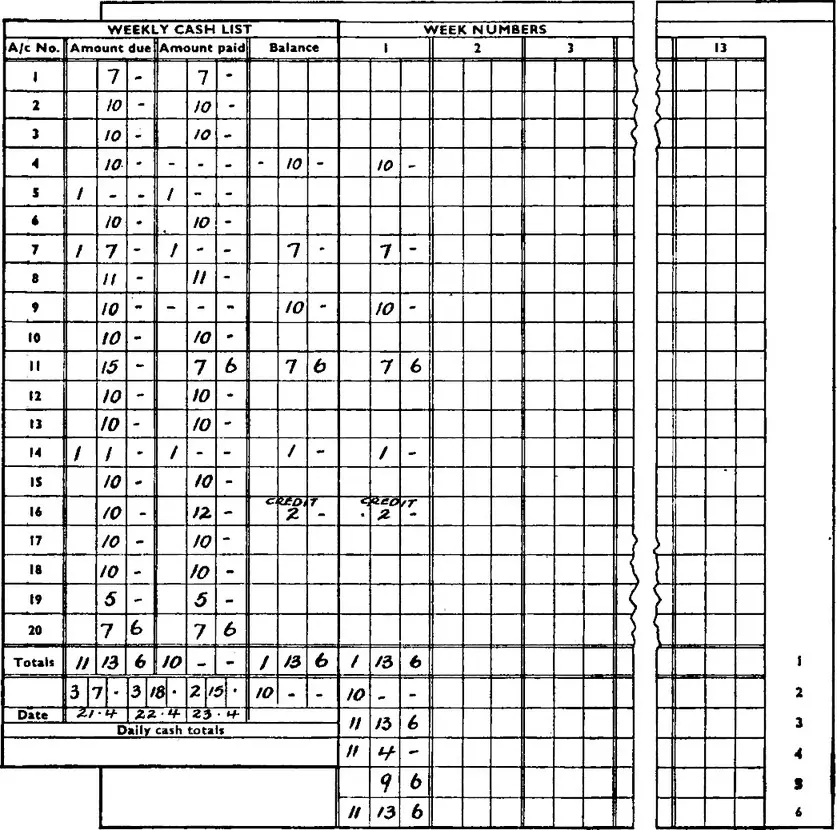 WEEKLY CASH LIST WEEK NUMBERS
A/c No. Amount due Amount paid Balance 1 2 3 13
1 7 - 7 -
2 10 - 10 -
3 10 - 10 -
4 10 - - - - - 10 - 10 -
5 1 - - 1 - -
6 10 - 10 -
7 1 7 - 1 - - 7 - 7 -
8 11 - 11 -
9 10 - - - - 10 - 10 -
10 10 - 10 -
11 15 - 7 6 7 6 7 6
12 10 - 10 -
13 10 - 10 -
14 1 1 - 1 - - 1 - 1 -
15 10 - 10 -
16 10 - 12 - CREDIT 2 - CREDIT 2 -
17 10 - 10 -
18 10 - 10 -
19 5 - 5 -
20 7 6 7 6
Totals 11 13 6 10 - - 1 13 6 1 13 6 1
3 7 - 3 18 - 2 15 - 10 - - 10 - - 2
Date 21.4 22.4 23.4 11 13 6 3
Daily cash totals
11 4 - 4
9 6 5
11 13 6 6